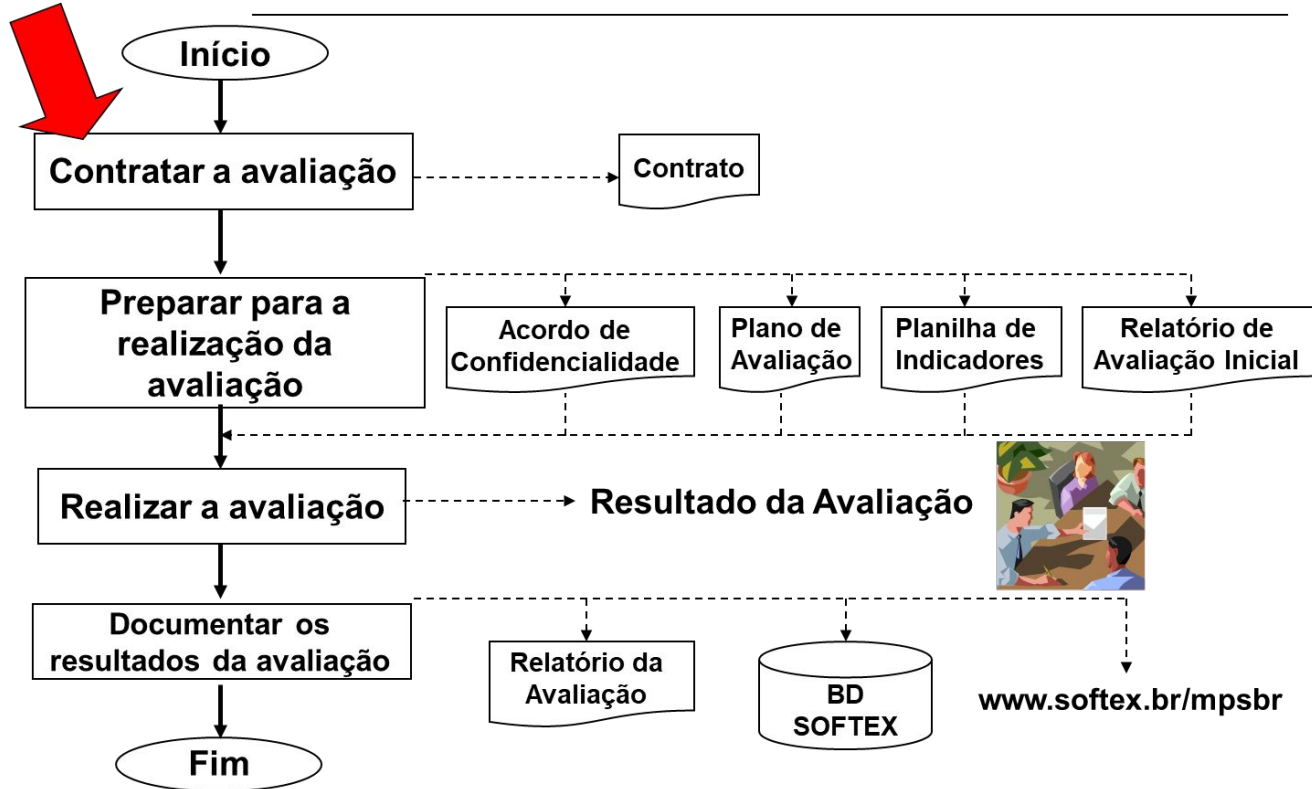 Início
Contratar a avaliação
Contrato
Preparar para a
realização da
avaliação
Acordo de
Confidencialidade
Plano de
Avaliação
Planilha de
Indicadores
Relatório de
Avaliação Inicial
Realizar a avaliação
Resultado da Avaliação
Documentar os
resultados da avaliação
Relatório da
Avaliação
BD
SOFTEX
www.softex.br/mpsbr
Fim